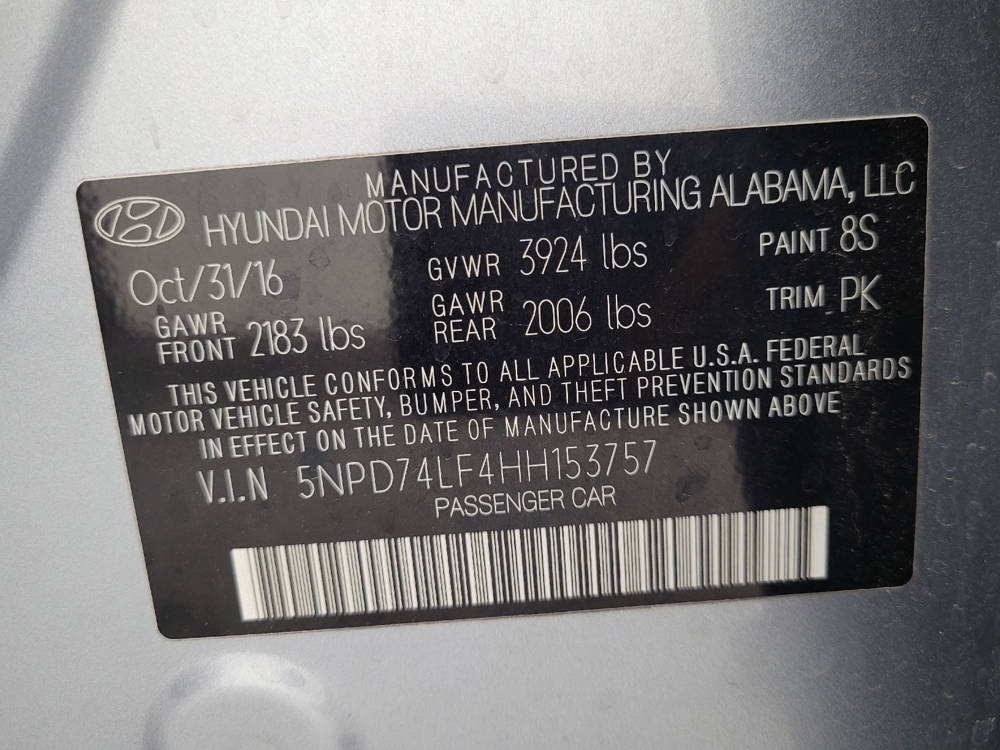 MANUFACTURED BY
HYUNDAI MOTOR MANUFACTURING ALABAMA, LLC
Oct/31/16 GVWR 3924 lbs PAINT 8S
GAWR FRONT 2183 lbs GAWR REAR 2006 lbs TRIM PK
THIS VEHICLE CONFORMS TO ALL APPLICABLE U.S.A. FEDERAL
MOTOR VEHICLE SAFETY, BUMPER, AND THEFT PREVENTION STANDARDS
IN EFFECT ON THE DATE OF MANUFACTURE SHOWN ABOVE
V.I.N 5NPD74LF4HH153757
PASSENGER CAR